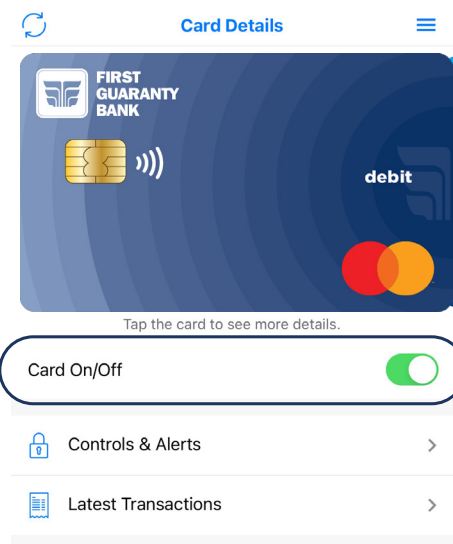 Card Details
FIRST
GUARANTY
BANK
debit
Tap the card to see more details.
Card On/Off
Controls & Alerts
Latest Transactions